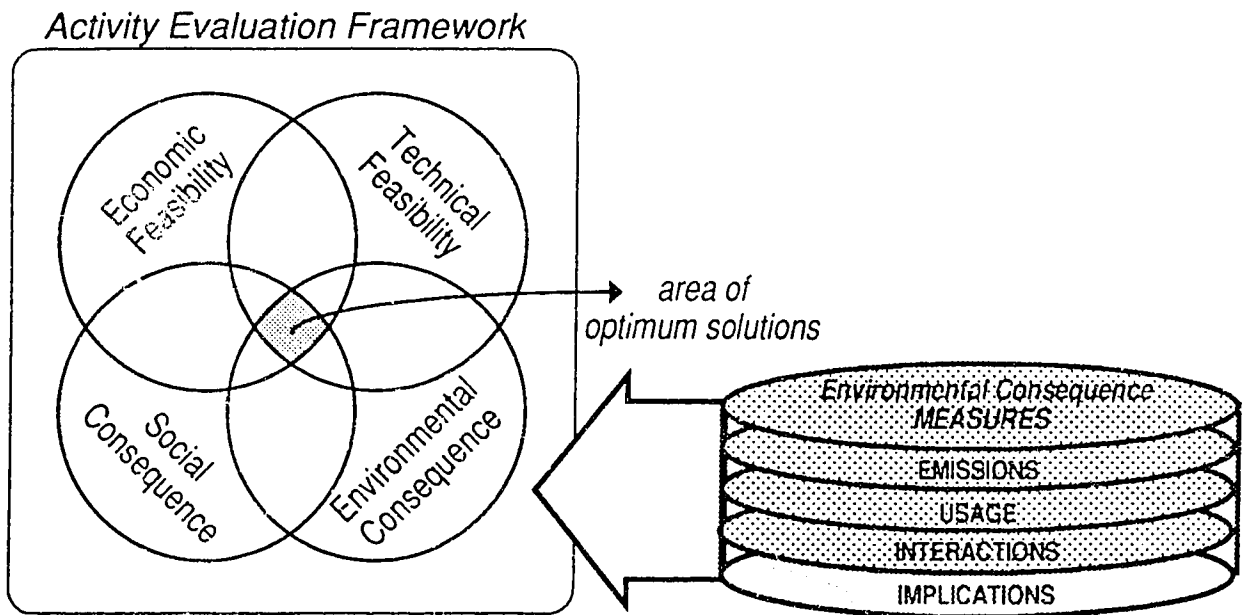 Activity Evaluation Framework
Economic
Feasibility
Technical
Feasibility
area of
optimum solutions
Social
Consequence
Environmental
Consequence
Environmental Consequence
MEASURES
EMISSIONS
USAGE
INTERACTIONS
IMPLICATIONS